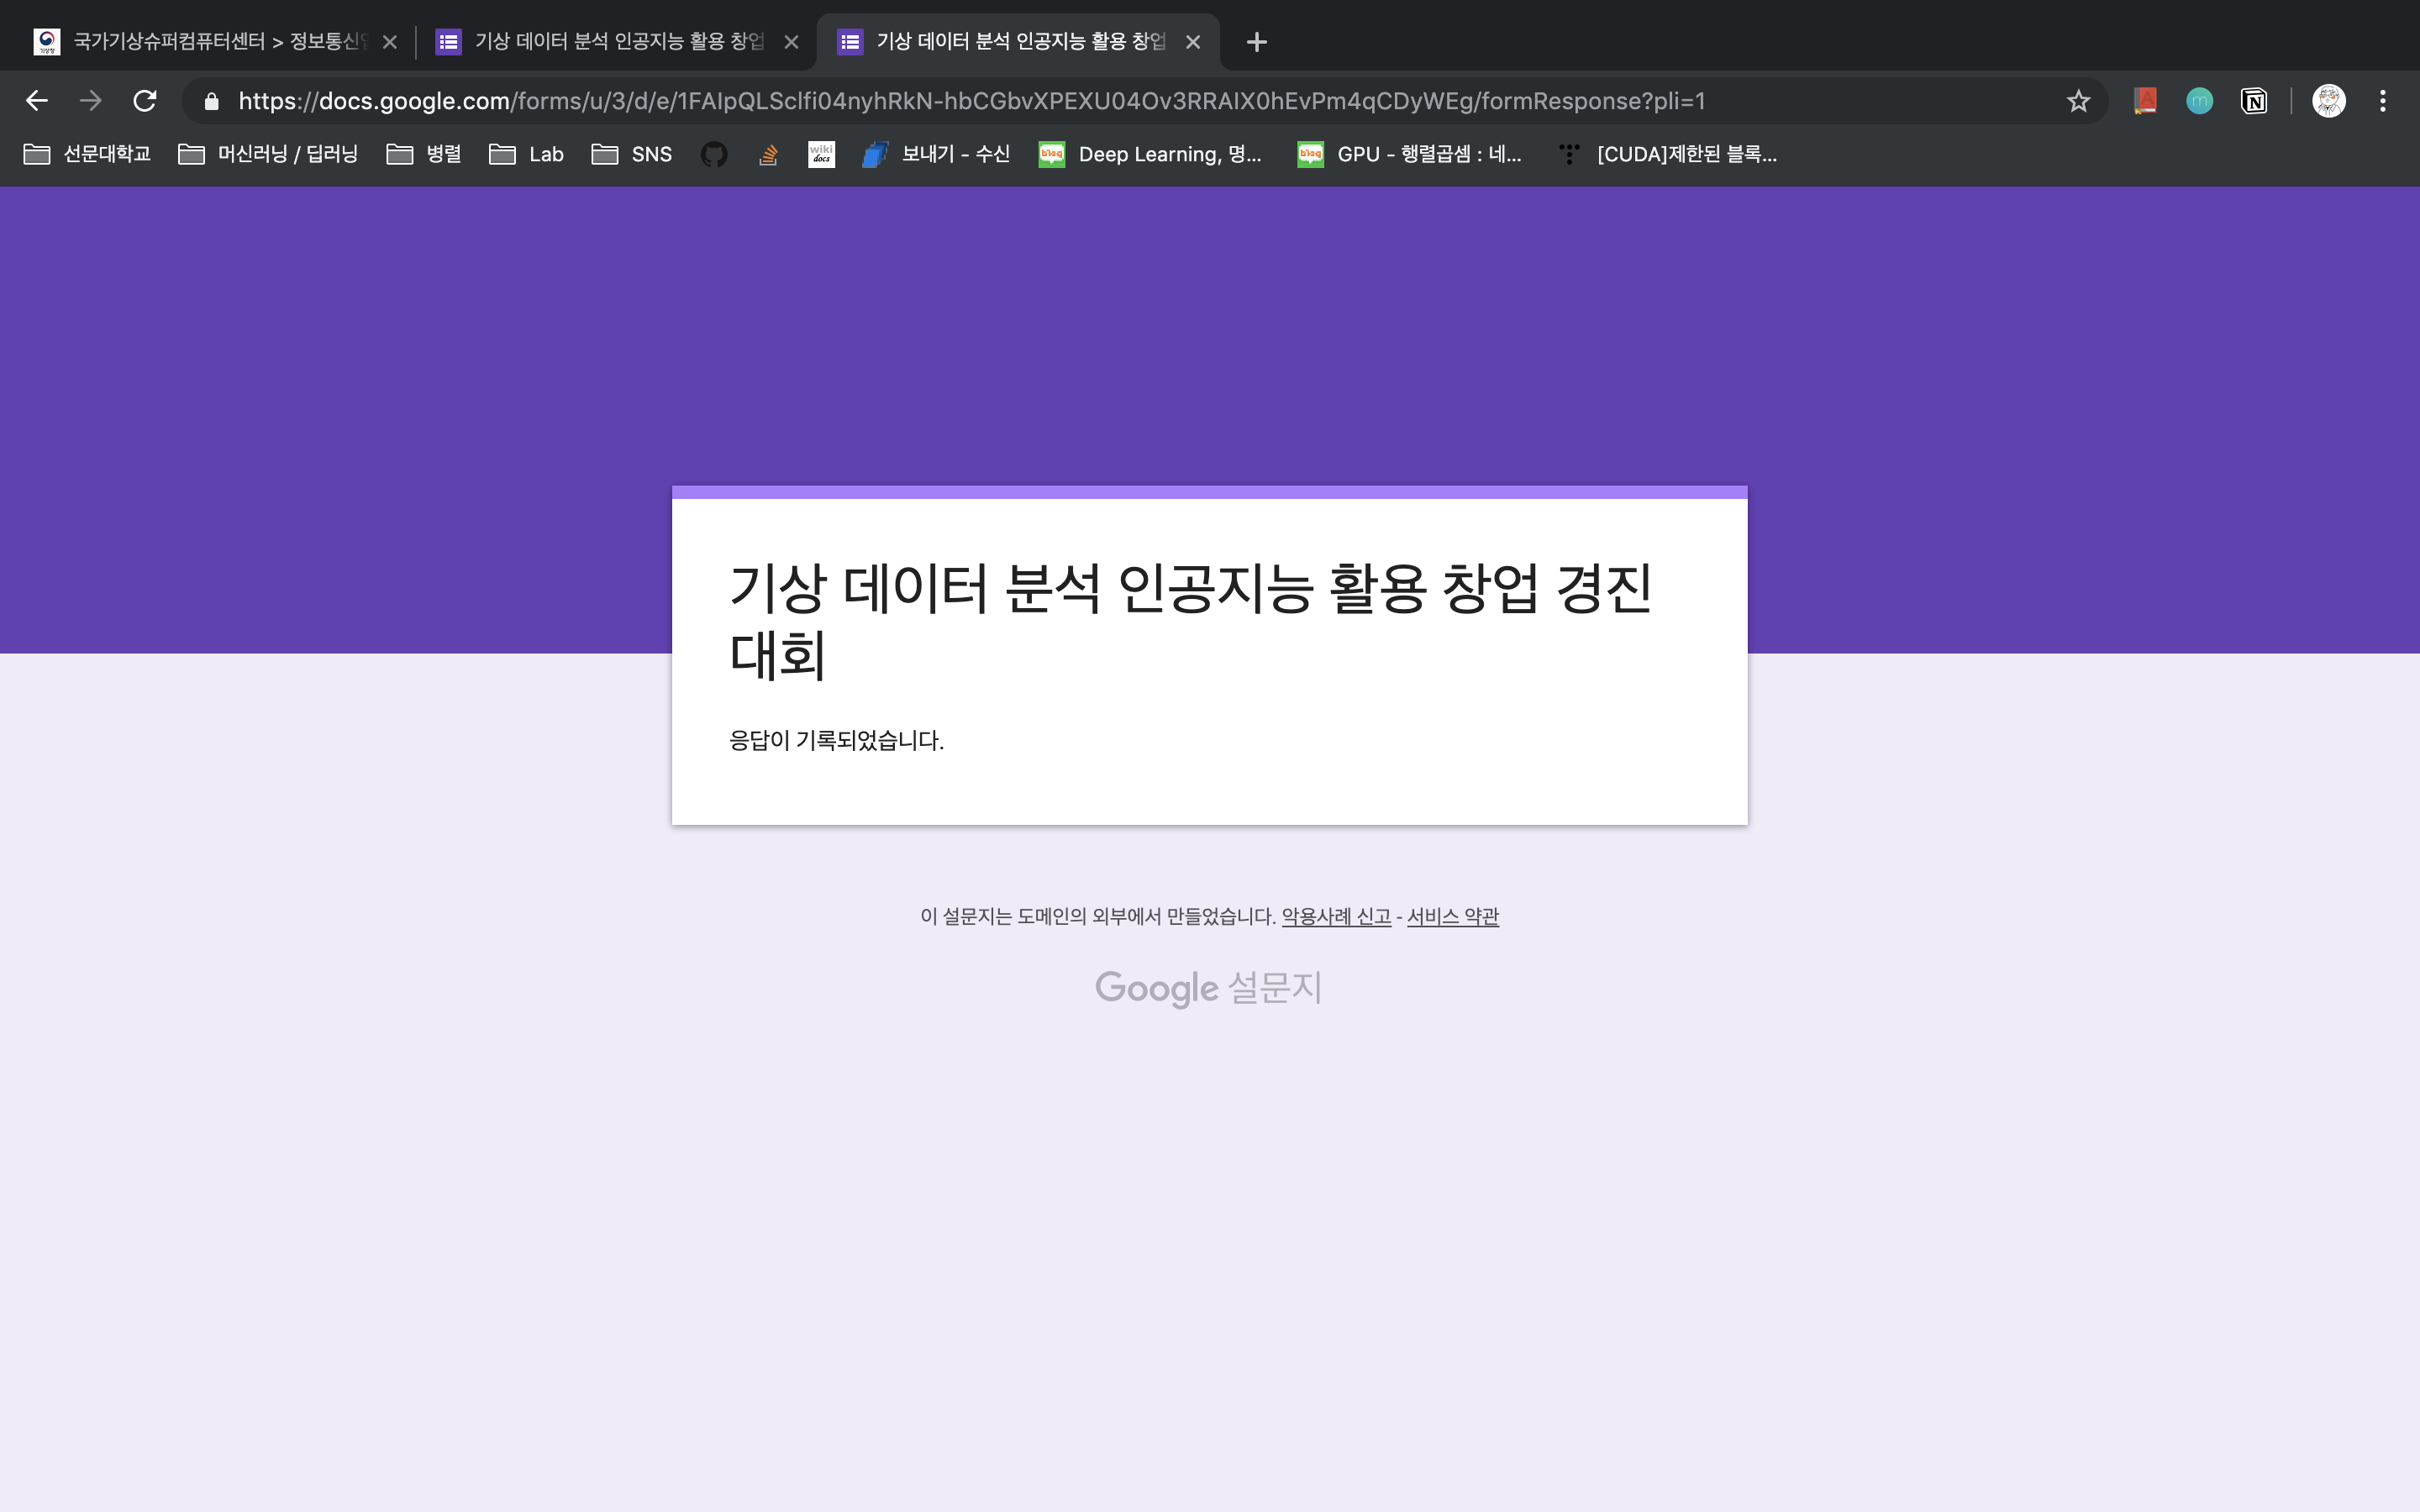 국가기상슈퍼컴퓨터센터 > 정보통신
기상 데이터 분석 인공지능 활용 창업
기상 데이터 분석 인공지능 활용 창업
https://docs.google.com/forms/u/3/d/e/1FAIpQLSclfi04nyhRkN-hbCGbvXPEXU04Ov3RRAIX0hEvPm4qCDyWEg/formResponse?pli=1
선문대학교
머신러닝 / 딥러닝
병렬
Lab
SNS
wiki
docs
보내기 - 수신
blog
Deep Learning, 명...
blog
GPU - 행렬곱셈 : 네...
[CUDA]제한된 블록...
기상 데이터 분석 인공지능 활용 창업 경진
대회
응답이 기록되었습니다.
이 설문지는 도메인의 외부에서 만들었습니다. 악용사례 신고 - 서비스 약관
Google 설문지